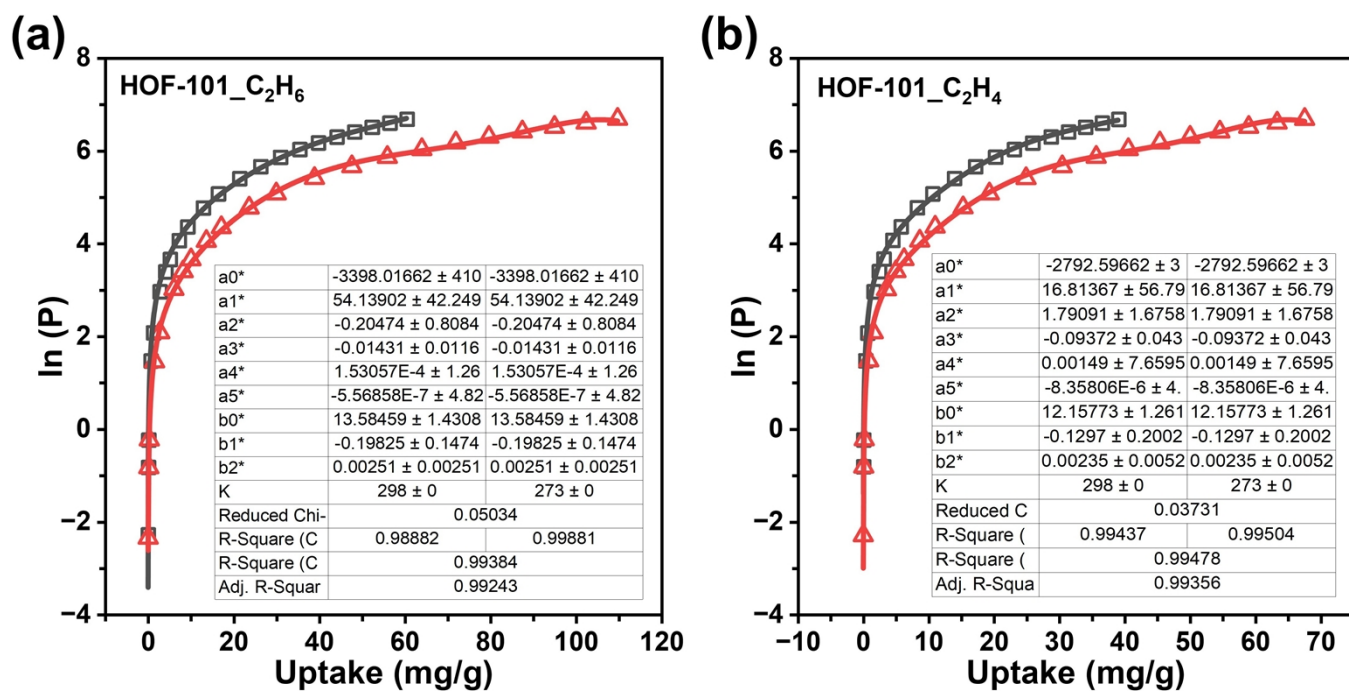 (a)
HOF-101_C₂H₆
ln (P)
8
6
4
2
0
−2
−4
a0* -3398.01662 ± 410 -3398.01662 ± 410
a1* 54.13902 ± 42.249 54.13902 ± 42.249
a2* -0.20474 ± 0.8084 -0.20474 ± 0.8084
a3* -0.01431 ± 0.0116 -0.01431 ± 0.0116
a4* 1.53057E-4 ± 1.26 1.53057E-4 ± 1.26
a5* -5.56858E-7 ± 4.82 -5.56858E-7 ± 4.82
b0* 13.58459 ± 1.4308 13.58459 ± 1.4308
b1* -0.19825 ± 0.1474 -0.19825 ± 0.1474
b2* 0.00251 ± 0.00251 0.00251 ± 0.00251
K 298 ± 0 273 ± 0
Reduced Chi- 0.05034
R-Square (C 0.98882 0.99881
R-Square (C 0.99384
Adj. R-Squar 0.99243
0 20 40 60 80 100 120
Uptake (mg/g)
(b)
HOF-101_C₂H₄
ln (P)
8
6
4
2
0
−2
−4
a0* -2792.59662 ± 3 -2792.59662 ± 3
a1* 16.81367 ± 56.79 16.81367 ± 56.79
a2* 1.79091 ± 1.6758 1.79091 ± 1.6758
a3* -0.09372 ± 0.043 -0.09372 ± 0.043
a4* 0.00149 ± 7.6595 0.00149 ± 7.6595
a5* -8.35806E-6 ± 4. -8.35806E-6 ± 4.
b0* 12.15773 ± 1.261 12.15773 ± 1.261
b1* -0.1297 ± 0.2002 -0.1297 ± 0.2002
b2* 0.00235 ± 0.0052 0.00235 ± 0.0052
K 298 ± 0 273 ± 0
Reduced C 0.03731
R-Square ( 0.99437 0.99504
R-Square ( 0.99478
Adj. R-Squa 0.99356
−10 0 10 20 30 40 50 60 70
Uptake (mg/g)